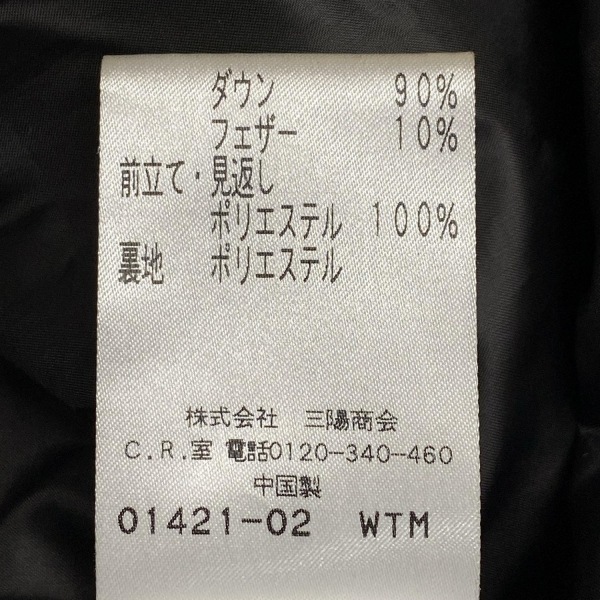 ダウン 90%
フェザー 10%
前立て・見返し
ポリエステル 100%
裏地 ポリエステル
株式会社 三陽商会
C.R.室 電話0120-340-460
中国製
01421-02 WTM